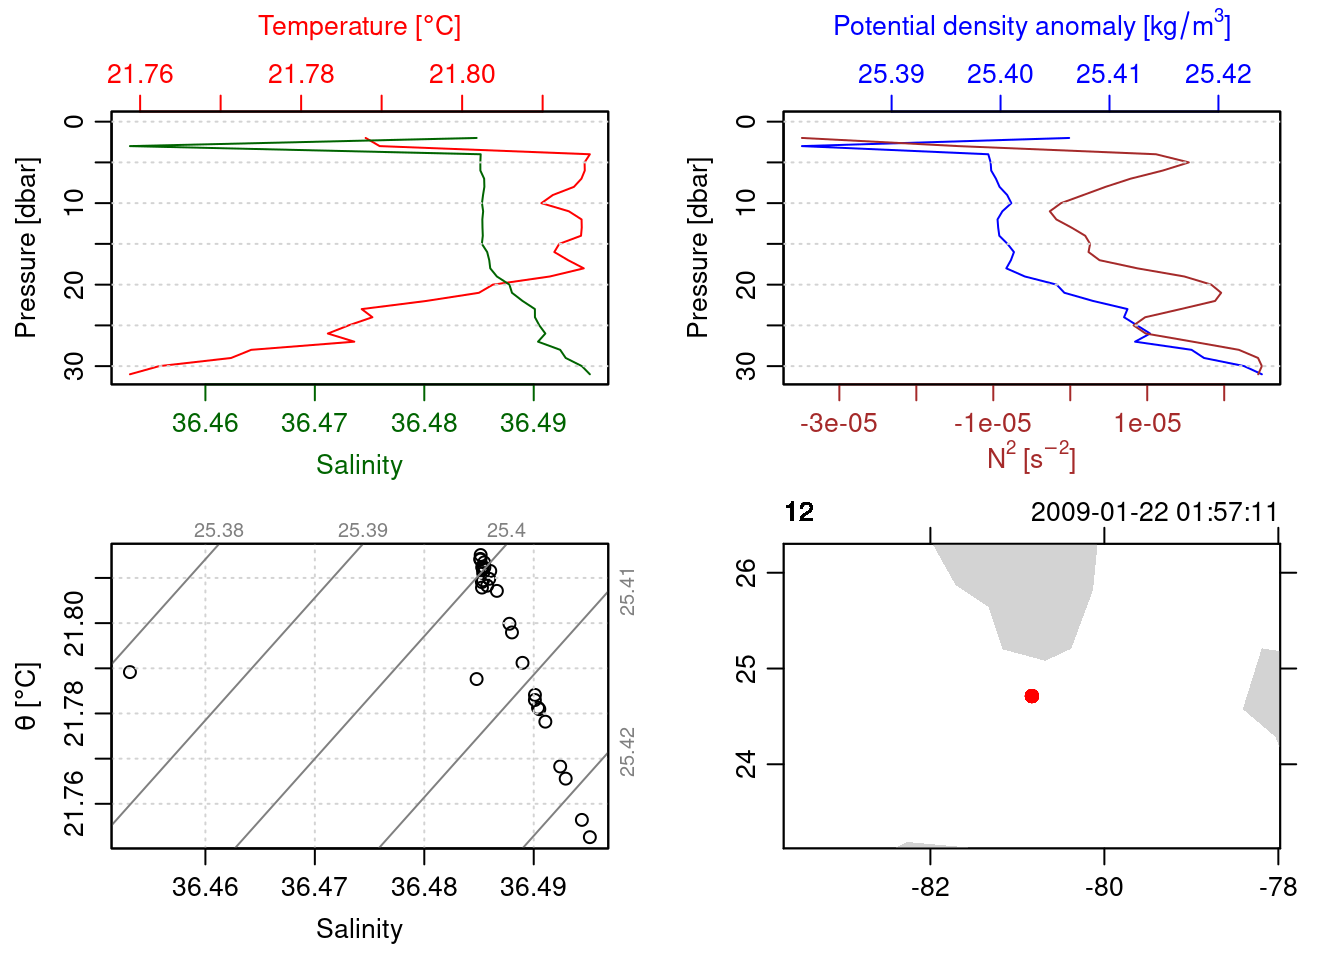 Temperature [°C]
21.76 21.78 21.80
0
10
20
30
Pressure [dbar]
36.46 36.47 36.48 36.49
Salinity
Potential density anomaly [kg/m³]
25.39 25.40 25.41 25.42
0
10
20
30
Pressure [dbar]
-3e-05 -1e-05 1e-05
N² [s⁻²]
25.38 25.39 25.4
25.41
25.42
21.80
21.78
21.76
θ [°C]
36.46 36.47 36.48 36.49
Salinity
12 2009-01-22 01:57:11
26
25
24
-82 -80 -78